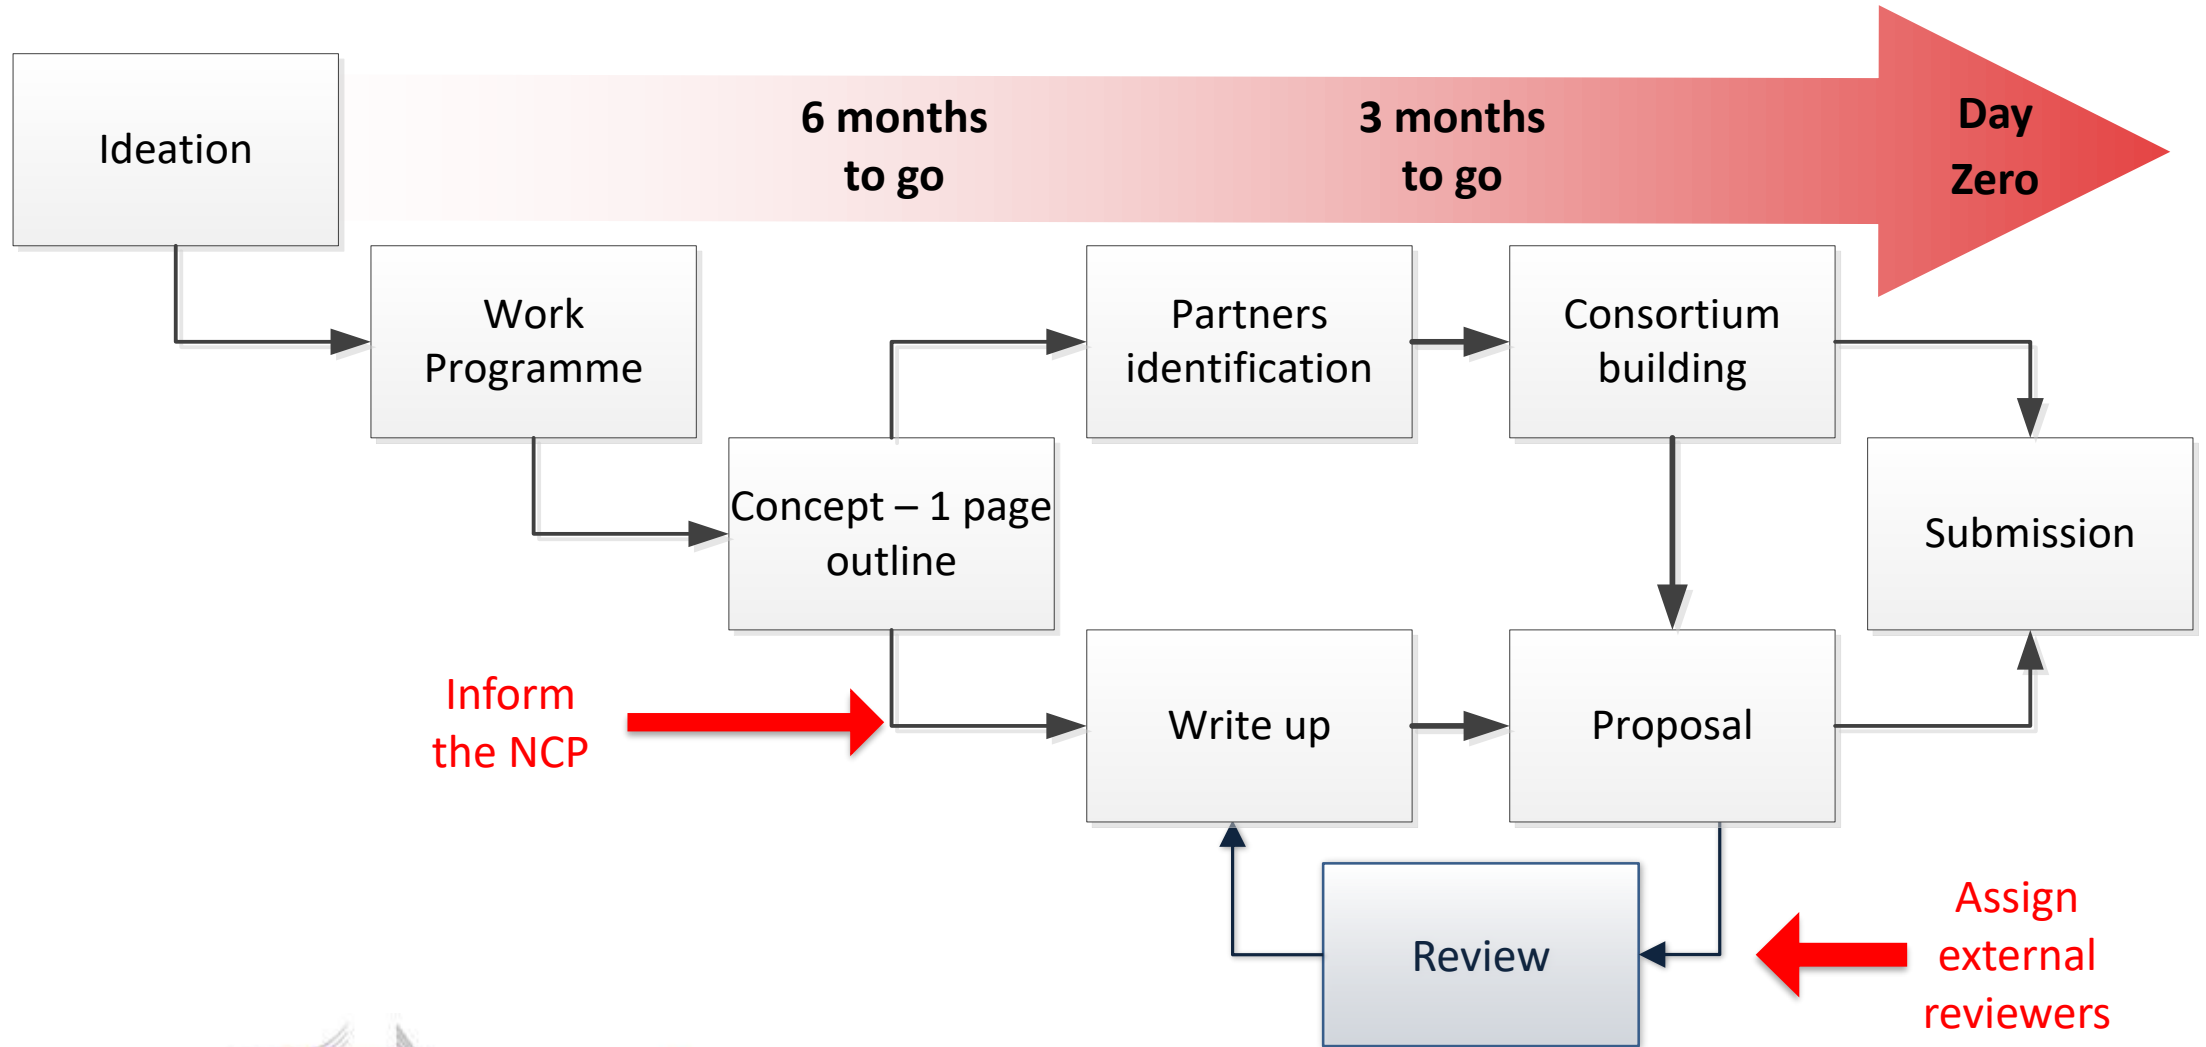 Ideation
6 months
to go
3 months
to go
Day
Zero
Work
Programme
Partners
identification
Consortium
building
Concept – 1 page
outline
Submission
Inform
the NCP
Write up
Proposal
Review
Assign
external
reviewers